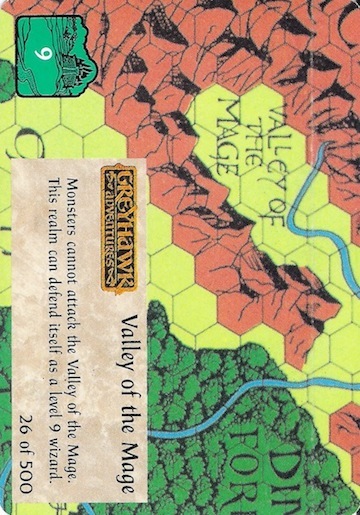 9
VALLEY OF
THE
MAGE
GREYHAWK
ADVENTURES
Valley of the Mage
Monsters cannot attack the Valley of the Mage.
This realm can defend itself as a level 9 wizard.
26 of 500
FOR